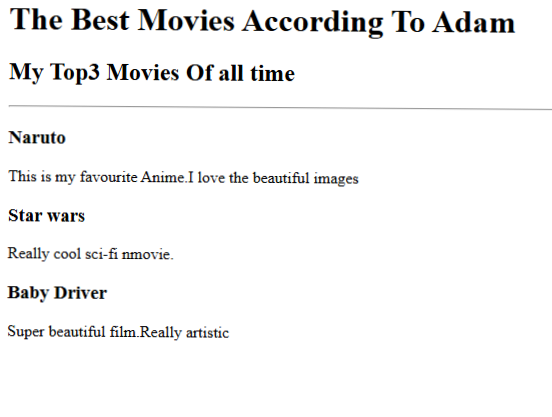 The Best Movies According To Adam
My Top3 Movies Of all time
Naruto
This is my favourite Anime.I love the beautiful images
Star wars
Really cool sci-fi nmovie.
Baby Driver
Super beautiful film.Really artistic